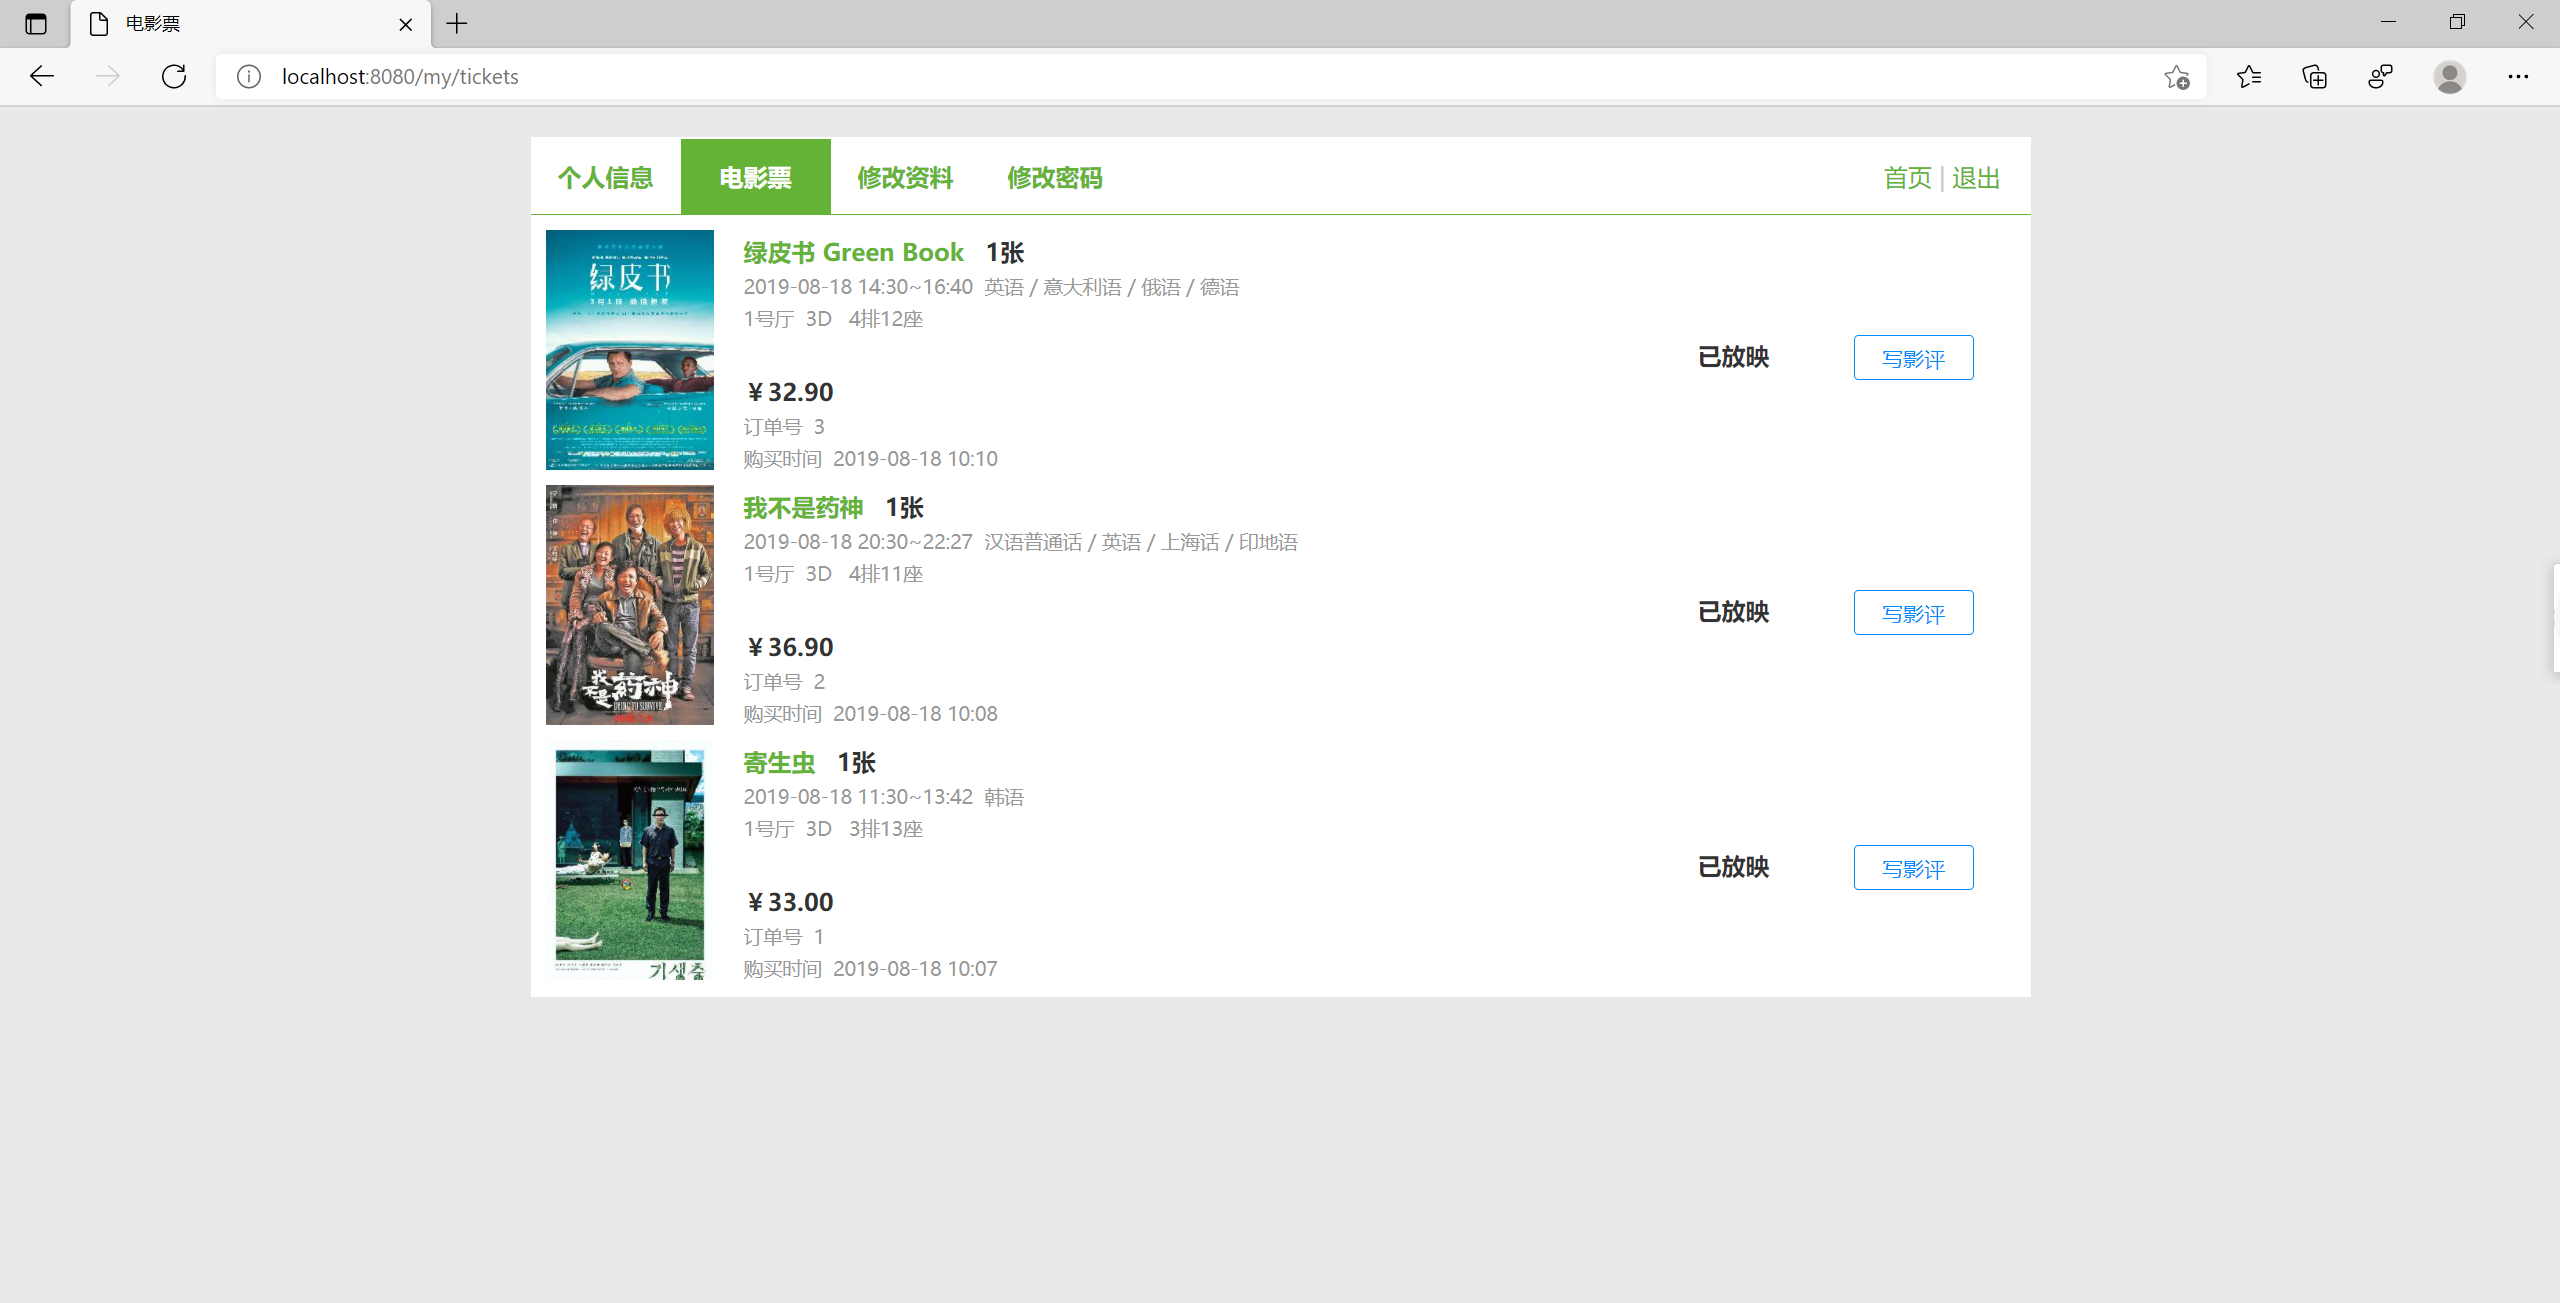 电影票
localhost:8080/my/tickets
个人信息 电影票 修改资料 修改密码 首页 | 退出
绿皮书
3月1日
绿皮书 Green Book 1张
2019-08-18 14:30~16:40 英语 / 意大利语 / 俄语 / 德语
1号厅 3D 4排12座
已放映 写影评
￥32.90
订单号 3
购买时间 2019-08-18 10:10
我不是药神
DYING TO SURVIVE
我不是药神 1张
2019-08-18 20:30~22:27 汉语普通话 / 英语 / 上海话 / 印地语
1号厅 3D 4排11座
已放映 写影评
￥36.90
订单号 2
购买时间 2019-08-18 10:08
기생충
寄生虫 1张
2019-08-18 11:30~13:42 韩语
1号厅 3D 3排13座
已放映 写影评
￥33.00
订单号 1
购买时间 2019-08-18 10:07